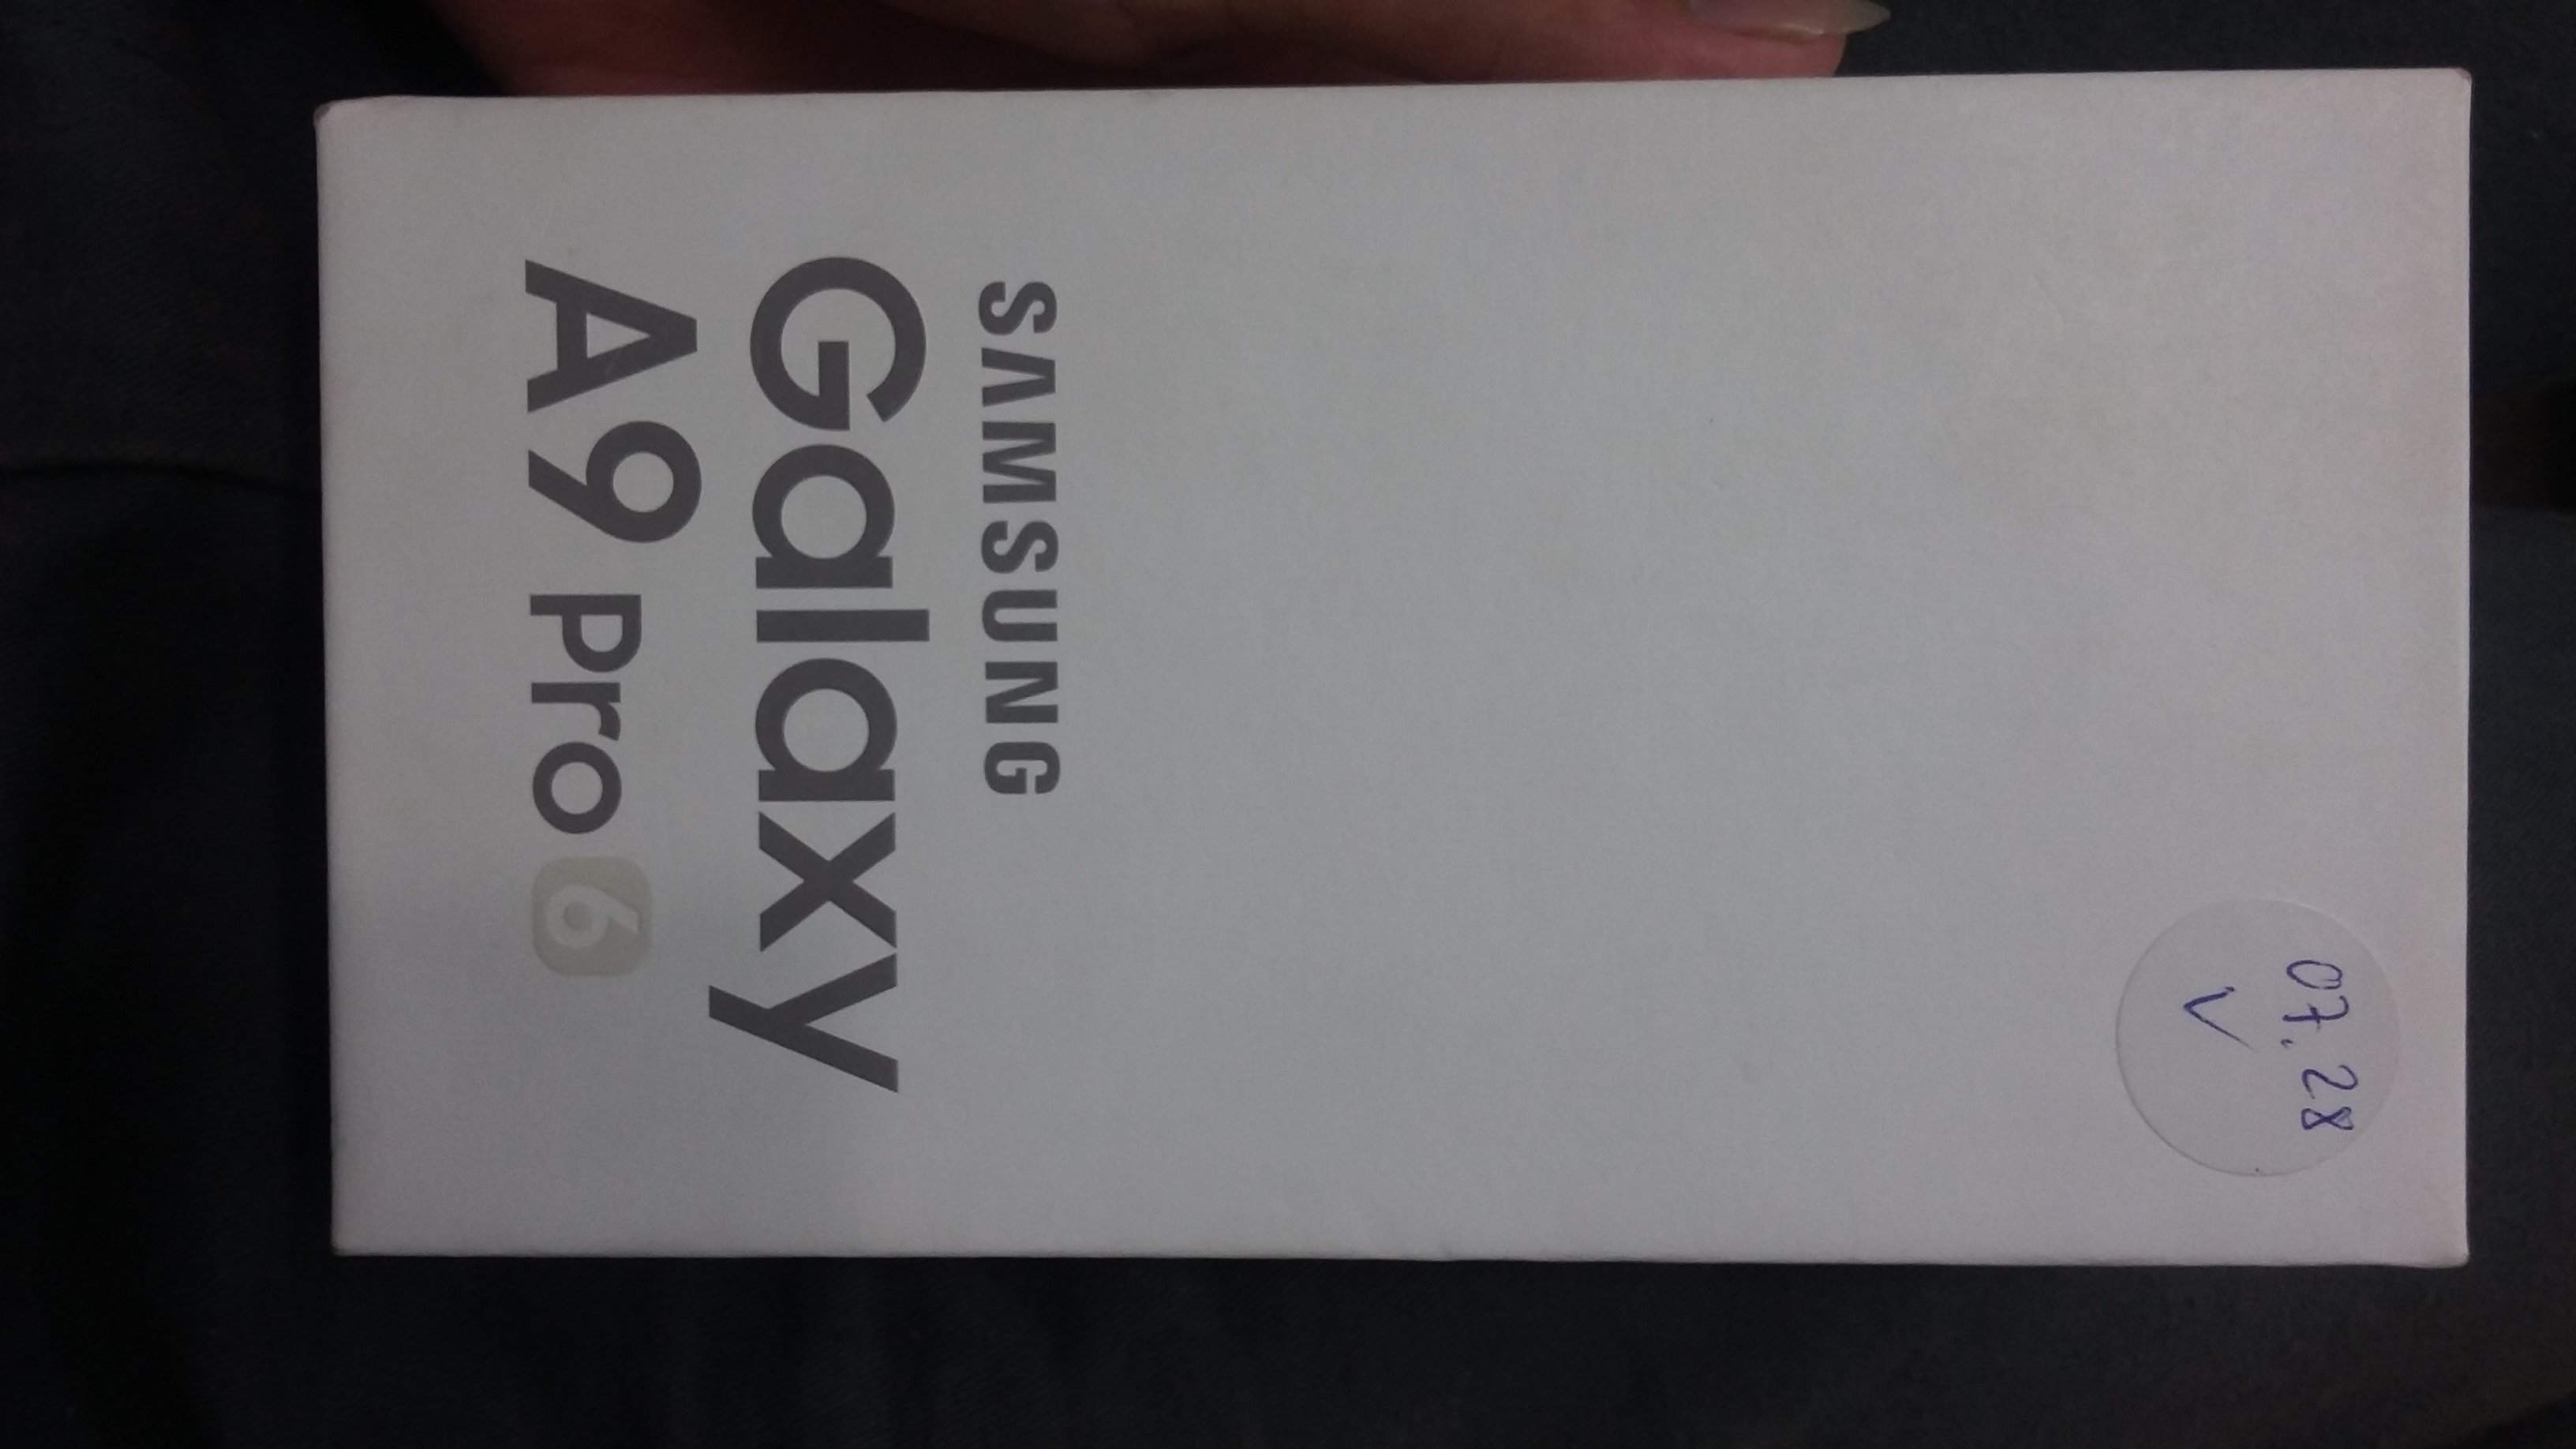 07.28
V
SAMSUNG
Galaxy
A9 Pro 6